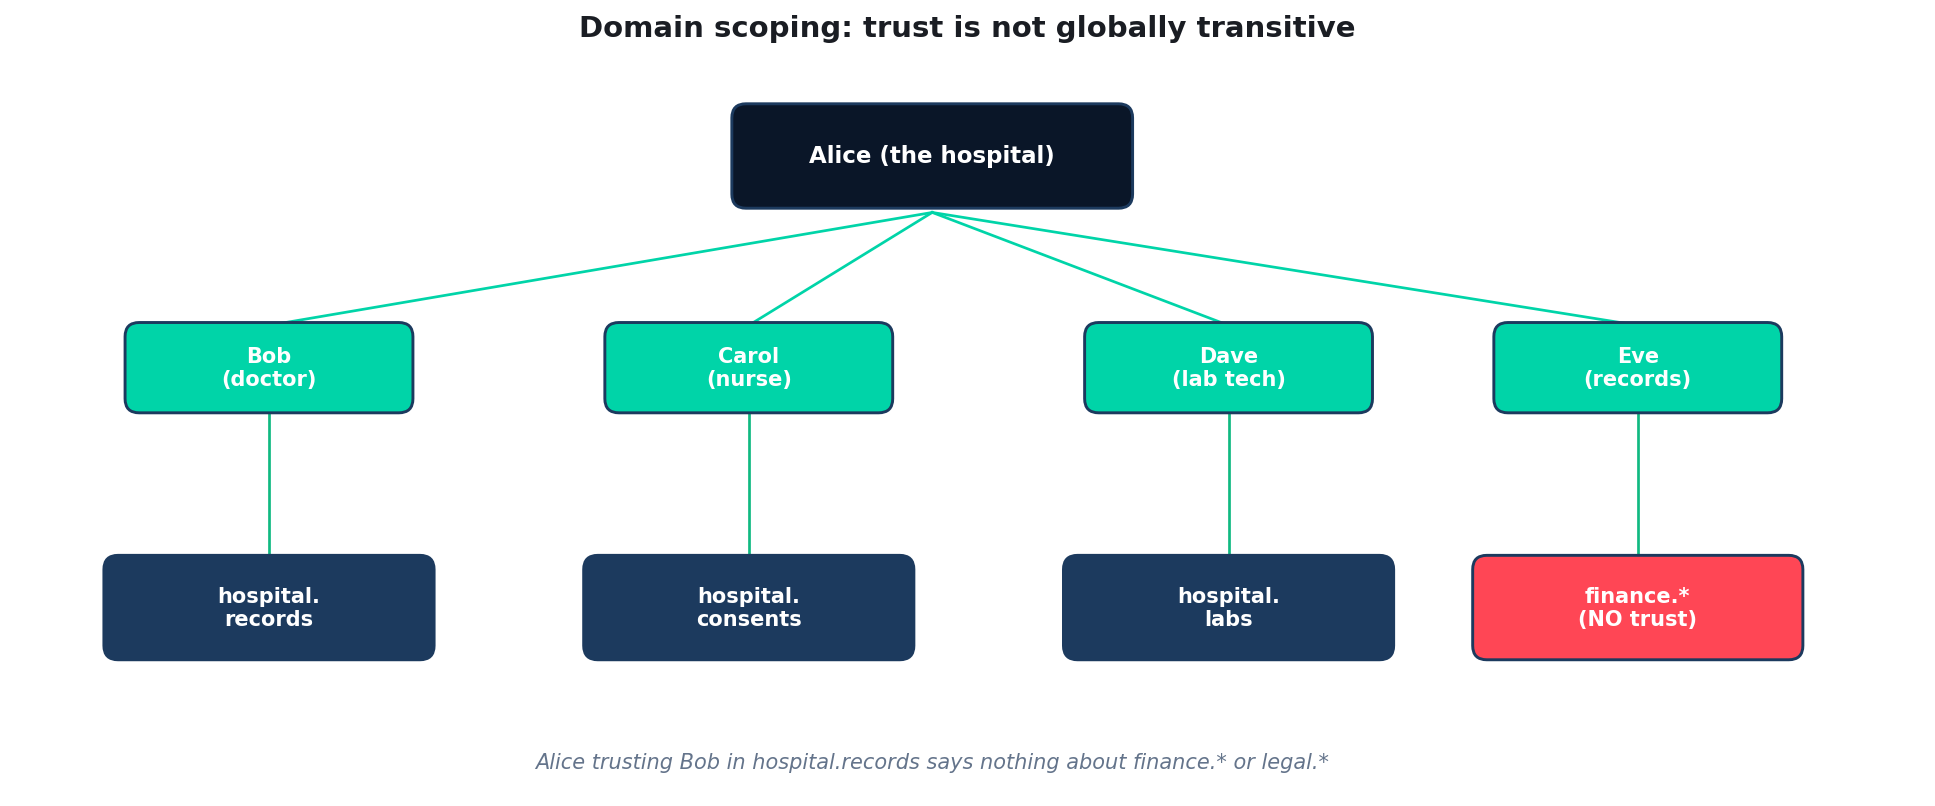 Domain scoping: trust is not globally transitive
Alice (the hospital)
Bob
(doctor)
Carol
(nurse)
Dave
(lab tech)
Eve
(records)
hospital.
records
hospital.
consents
hospital.
labs
finance.*
(NO trust)
Alice trusting Bob in hospital.records says nothing about finance.* or legal.*